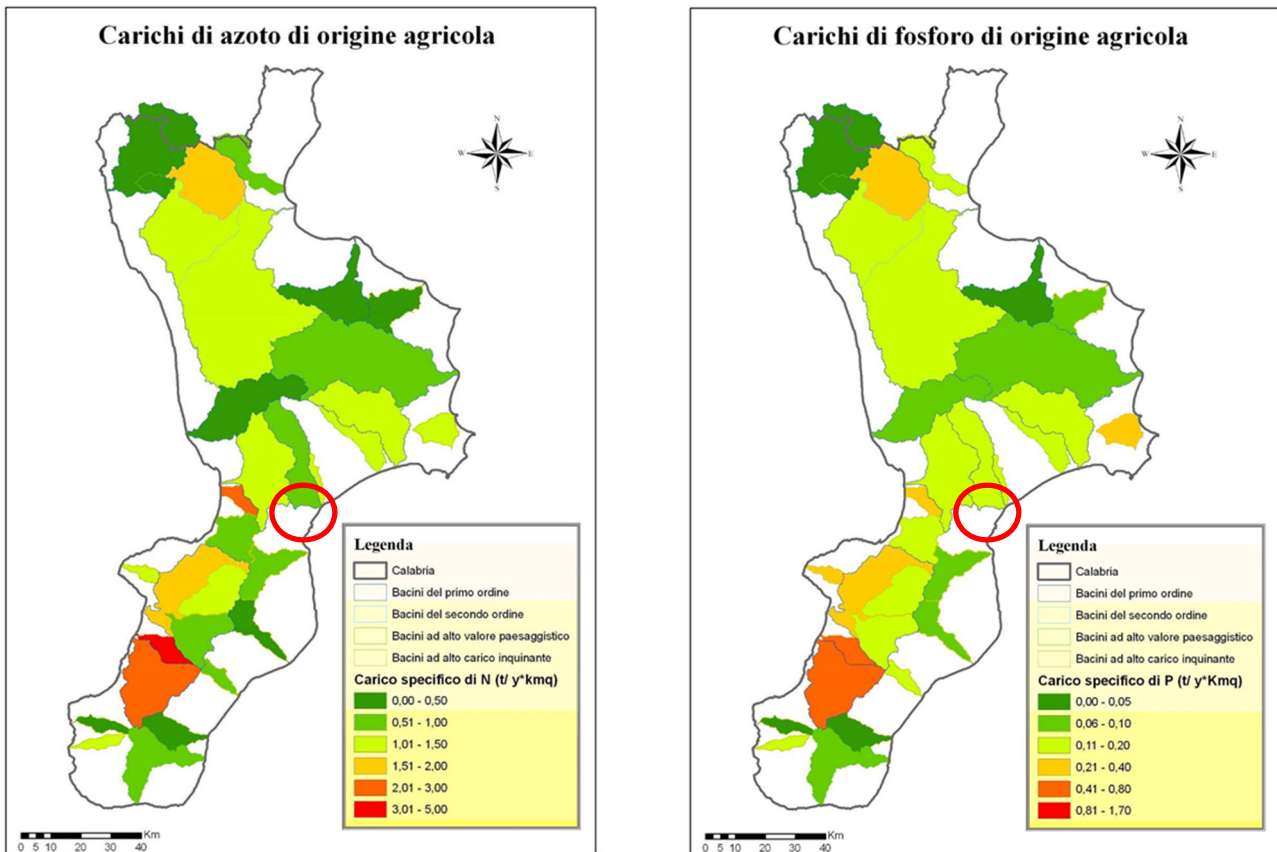 Carichi di azoto di origine agricola
N
W
E
S
Legenda
Calabria
Bacini del primo ordine
Bacini del secondo ordine
Bacini ad alto valore paesaggistico
Bacini ad alto carico inquinante
Carico specifico di N (t/ y*kmq)
0,00 - 0,50
0,51 - 1,00
1,01 - 1,50
1,51 - 2,00
2,01 - 3,00
3,01 - 5,00
Km
0 5 10 20 30 40
Carichi di fosforo di origine agricola
N
W
E
S
Legenda
Calabria
Bacini del primo ordine
Bacini del secondo ordine
Bacini ad alto valore paesaggistico
Bacini ad alto carico inquinante
Carico specifico di P (t/ y*Kmq)
0,00 - 0,05
0,06 - 0,10
0,11 - 0,20
0,21 - 0,40
0,41 - 0,80
0,81 - 1,70
Km
0 5 10 20 30 40